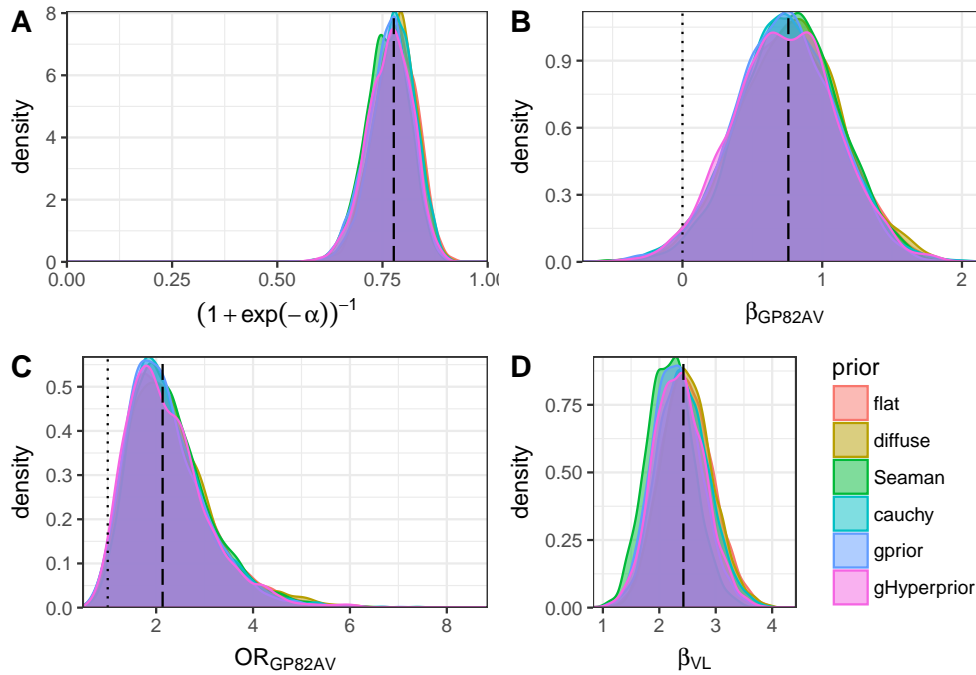 A
density
8
6
4
2
0
0.00
0.25
0.50
0.75
1.00
(1 + exp(−α))⁻¹
B
density
0.9
0.6
0.3
0.0
0
1
2
β_GP82AV
C
density
0.5
0.4
0.3
0.2
0.1
0.0
2
4
6
8
OR_GP82AV
D
density
0.75
0.50
0.25
0.00
1
2
3
4
β_VL
prior
flat
diffuse
Seaman
cauchy
gprior
gHyperprior